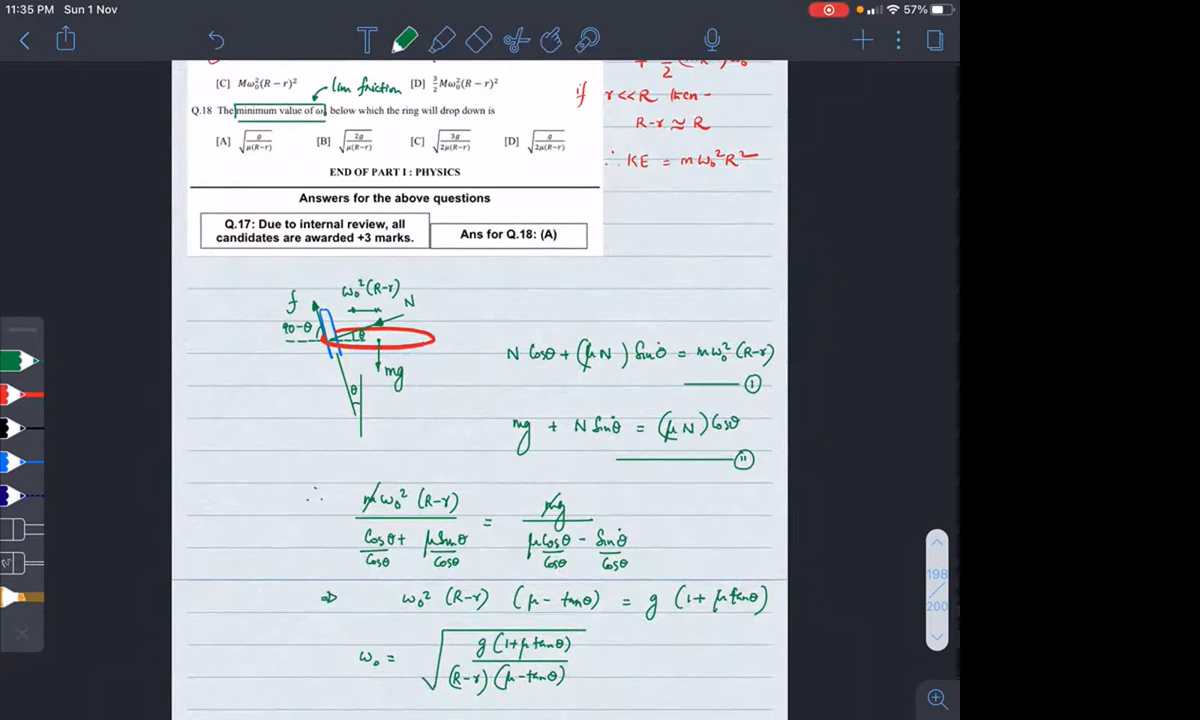 11:35 PM Sun 1 Nov
57%
[C] Mω₀²(R−r)² [D] 3/2 Mω₀²(R−r)²
lim friction
if r<<R then -
Q.18 The minimum value of ω₀ below which the ring will drop down is
R-r ≈ R
[A] √(g/μ(R−r)) [B] √(2g/μ(R−r)) [C] √(3g/2μ(R−r)) [D] √(g/2μ(R−r))
∴ KE = mω₀²R²
END OF PART I : PHYSICS
Answers for the above questions
Q.17: Due to internal review, all
candidates are awarded +3 marks.
Ans for Q.18: (A)
ω₀²(R-r)
f
N
90-θ
θ
mg
θ
N Cosθ + (μN) Sinθ = mω₀²(R-r)
①
mg + N Sinθ = (μN) Cosθ
⑪
∴ mω₀²(R-r) / (Cosθ/Cosθ + μSinθ/Cosθ) = mg / (μCosθ/Cosθ - Sinθ/Cosθ)
⇒ ω₀² (R-r) (μ - tanθ) = g (1+ μ tanθ)
ω₀ = √(g(1+μ tanθ) / (R-r)(μ-tanθ))
198
200